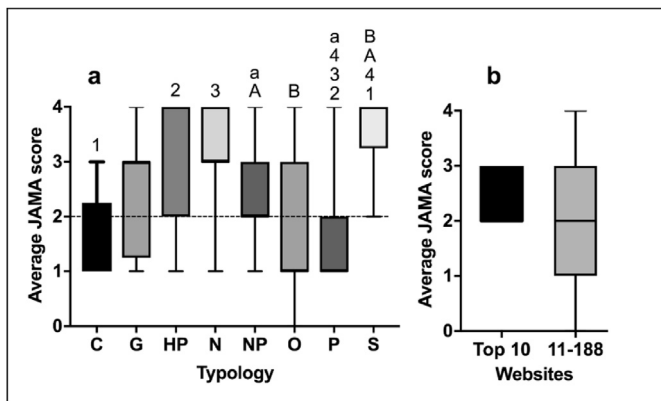 a
Average JAMA score
4
3
2
1
0
1
2
3
a
A
B
a
4
3
2
B
A
4
1
C G HP N NP O P S
Typology
b
Average JAMA score
4
3
2
1
0
Top 10 11-188
Websites